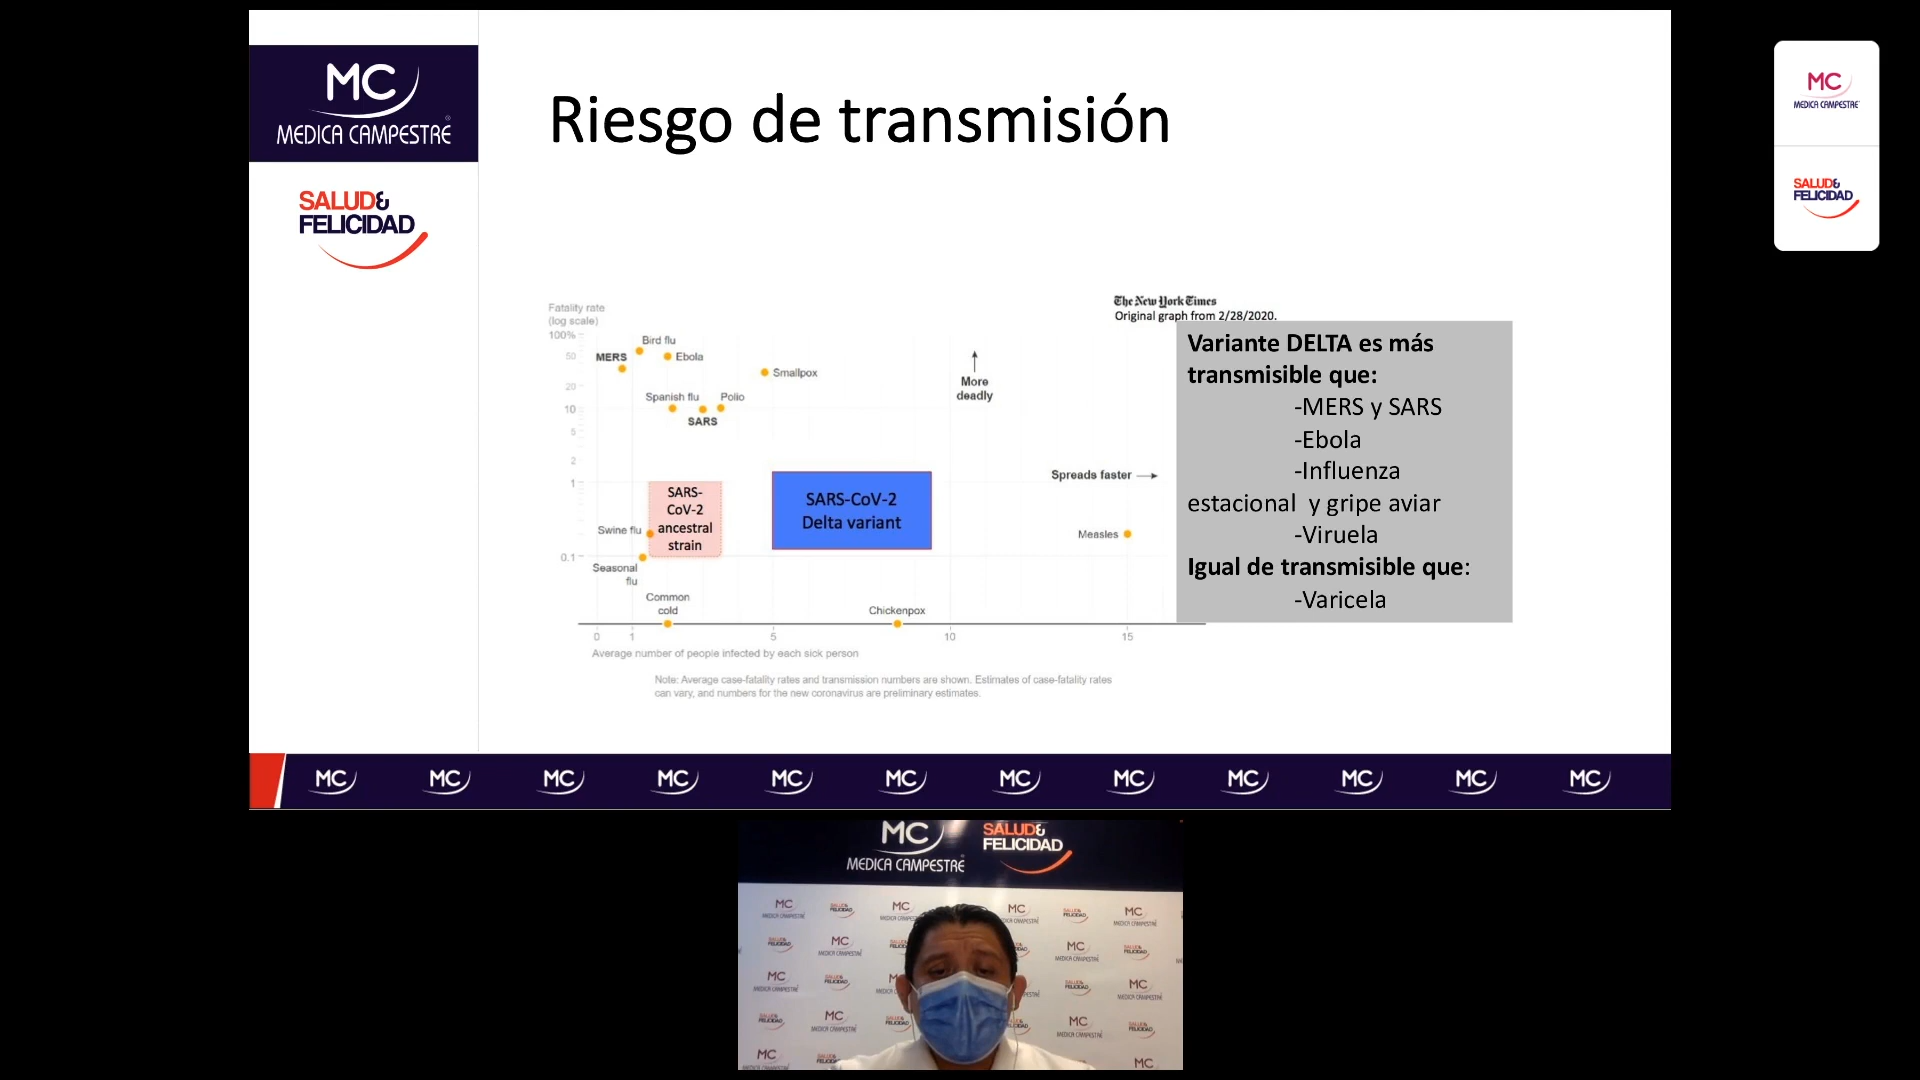 MC
MEDICA CAMPESTRE
SALUD&
FELICIDAD
Riesgo de transmisión
The New York Times
Original graph from 2/28/2020.
Fatality rate
(log scale)
100%
50
20
10
5
2
1
0.1
Bird flu
MERS
Ebola
Smallpox
Spanish flu
Polio
SARS
More
deadly
Spreads faster
SARS-
CoV-2
ancestral
strain
SARS-CoV-2
Delta variant
Swine flu
Measles
Seasonal
flu
Common
cold
Chickenpox
0 1 5 10 15
Average number of people infected by each sick person
Note: Average case-fatality rates and transmission numbers are shown. Estimates of case-fatality rates
can vary, and numbers for the new coronavirus are preliminary estimates.
Variante DELTA es más
transmisible que:
-MERS y SARS
-Ebola
-Influenza
estacional y gripe aviar
-Viruela
Igual de transmisible que:
-Varicela
MC MC MC MC MC MC MC MC MC MC MC MC
MC
MEDICA CAMPESTRE
SALUD&
FELICIDAD
MC
MEDICA CAMPESTRE
SALUD&
FELICIDAD